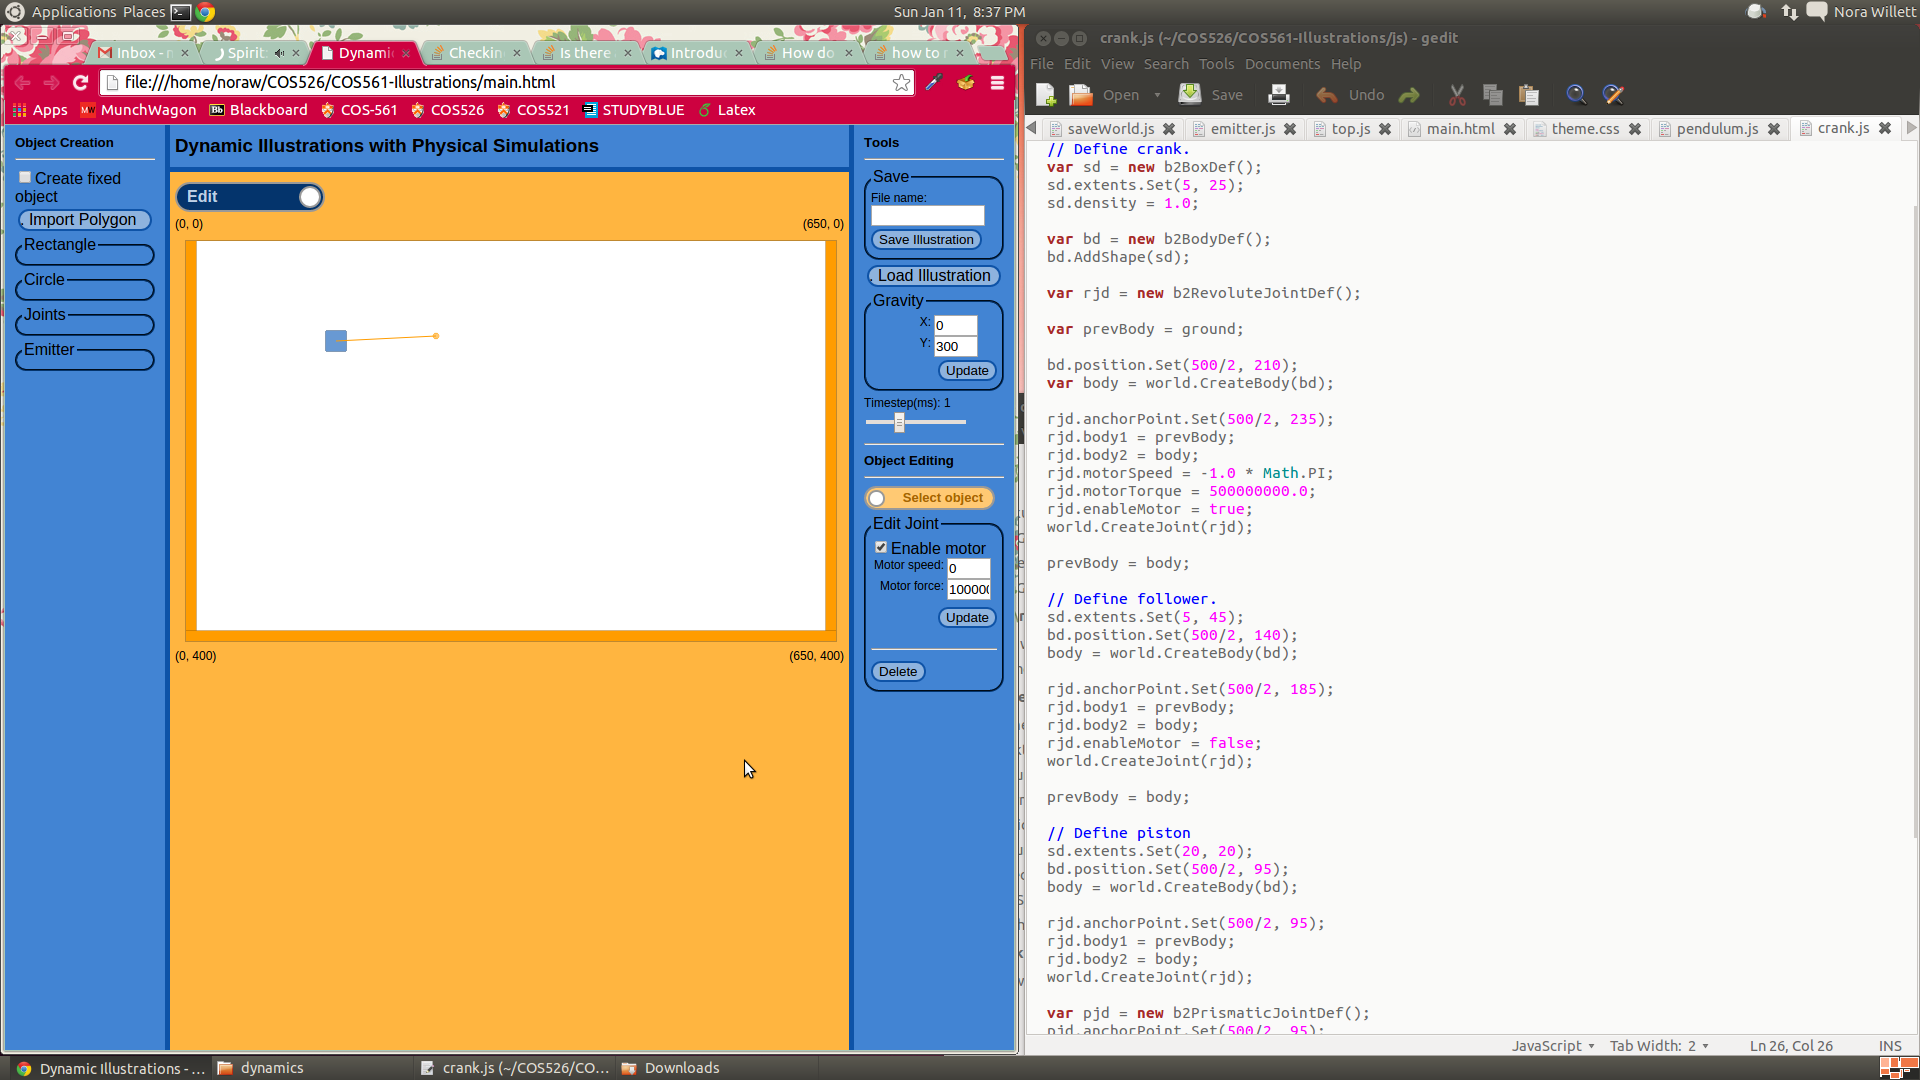 Applications Places
Sun Jan 11, 8:37 PM
Nora Willett
Inbox - n
Spirit
Dynami
Checkin
Is there
Introdu
How do
how to r
file:///home/noraw/COS526/COS561-Illustrations/main.html
Apps MunchWagon Blackboard COS-561 COS526 COS521 STUDYBLUE Latex
Object Creation
Create fixed
object
Import Polygon
Rectangle
Circle
Joints
Emitter
Dynamic Illustrations with Physical Simulations
Edit
(0, 0)
(650, 0)
(0, 400)
(650, 400)
Tools
Save
File name:
Save Illustration
Load Illustration
Gravity
X: 0
Y: 300
Update
Timestep(ms): 1
Object Editing
Select object
Edit Joint
Enable motor
Motor speed: 0
Motor force: 10000
Update
Delete
crank.js (~/COS526/COS561-Illustrations/js) - gedit
File Edit View Search Tools Documents Help
Open Save Undo
saveWorld.js emitter.js top.js main.html theme.css pendulum.js crank.js
// Define crank.
var sd = new b2BoxDef();
sd.extents.Set(5, 25);
sd.density = 1.0;
var bd = new b2BodyDef();
bd.AddShape(sd);
var rjd = new b2RevoluteJointDef();
var prevBody = ground;
bd.position.Set(500/2, 210);
var body = world.CreateBody(bd);
rjd.anchorPoint.Set(500/2, 235);
rjd.body1 = prevBody;
rjd.body2 = body;
rjd.motorSpeed = -1.0 * Math.PI;
rjd.motorTorque = 500000000.0;
rjd.enableMotor = true;
world.CreateJoint(rjd);
prevBody = body;
// Define follower.
sd.extents.Set(5, 45);
bd.position.Set(500/2, 140);
body = world.CreateBody(bd);
rjd.anchorPoint.Set(500/2, 185);
rjd.body1 = prevBody;
rjd.body2 = body;
rjd.enableMotor = false;
world.CreateJoint(rjd);
prevBody = body;
// Define piston
sd.extents.Set(20, 20);
bd.position.Set(500/2, 95);
body = world.CreateBody(bd);
rjd.anchorPoint.Set(500/2, 95);
rjd.body1 = prevBody;
rjd.body2 = body;
world.CreateJoint(rjd);
var pjd = new b2PrismaticJointDef();
pjd.anchorPoint.Set(500/2, 95);
JavaScript Tab Width: 2 Ln 26, Col 26 INS
Dynamic Illustrations - ...
dynamics
crank.js (~/COS526/CO...
Downloads